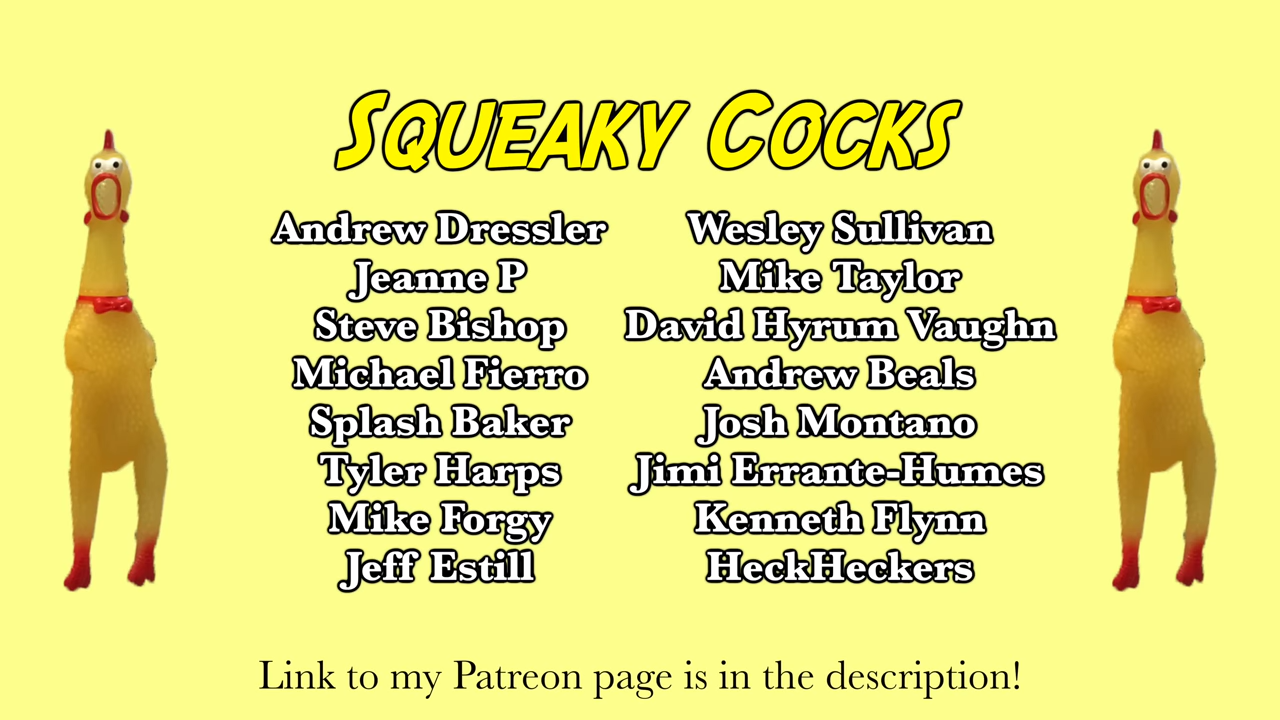 Squeaky Cocks
Andrew Dressler
Jeanne P
Steve Bishop
Michael Fierro
Splash Baker
Tyler Harps
Mike Forgy
Jeff Estill
Wesley Sullivan
Mike Taylor
David Hyrum Vaughn
Andrew Beals
Josh Montano
Jimi Errante-Humes
Kenneth Flynn
HeckHeckers
Link to my Patreon page is in the description!